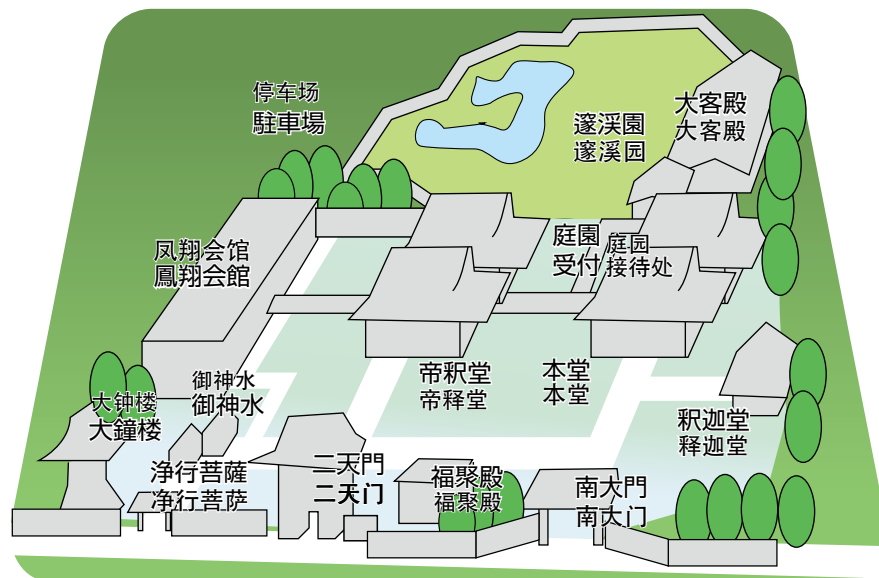 停车场
駐車場
大客殿
大客殿
邃渓園
邃溪园
庭園
受付
庭园
接待处
凤翔会馆
鳳翔会館
帝釈堂
帝释堂
本堂
本堂
御神水
御神水
大钟楼
大鐘楼
釈迦堂
释迦堂
浄行菩薩
净行菩萨
二天門
二天门
福聚殿
福聚殿
南大門
南大门